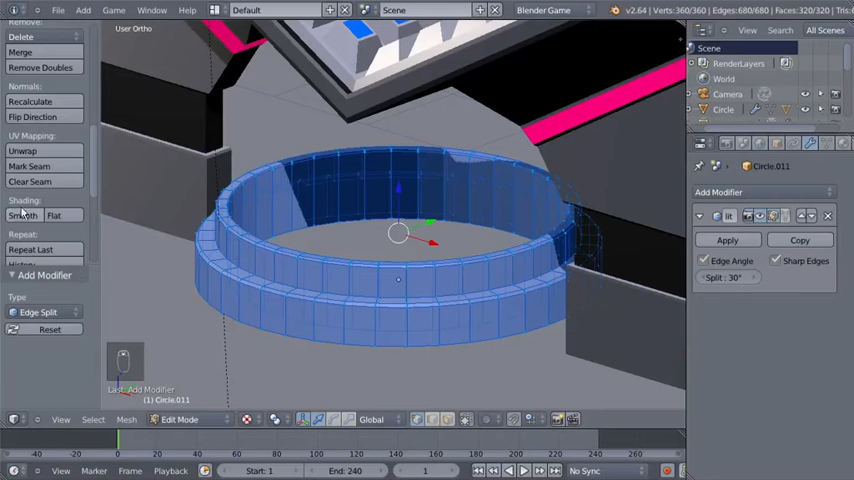 Add Window Help Default Scene Blender Game v2.64 | Verts:360/360 | Edges:680/680 | Faces:320/320 |
Remove:
Delete
Merge
Remove Doubles
Normals:
Recalculate
Flip Direction
UV Mapping:
Unwrap
Mark Seam
Clear Seam
Shading:
Smooth Flat
Repeat:
Repeat Last
Add Modifier
Type
Edge Split
Reset
User Ortho
Last: Add Modifier
(1) Circle.011
View Select Mesh Edit Mode Global
-40 -20 0 20 40 60 80 100 120 140 160 180 200 220 240 260
View Marker Frame Playback Start: 1 End: 240 1 No Sync
View Search All Scenes
Scene
RenderLayers
World
Camera
Circle
Circle.011
Add Modifier
lit
Apply Copy
Edge Angle Sharp Edges
Split : 30°